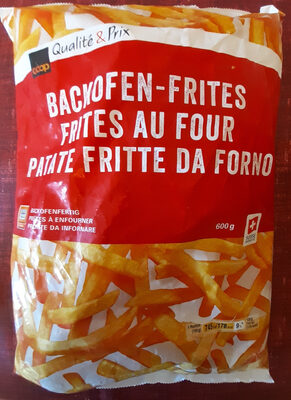 coop
Qualité & Prix
BACKOFEN-FRITES
FRITES AU FOUR
PATATE FRITTE DA FORNO
BACKOFENFERTIG
PRÊTES À ENFOURNER
PRONTE DA INFORNARE
600 g